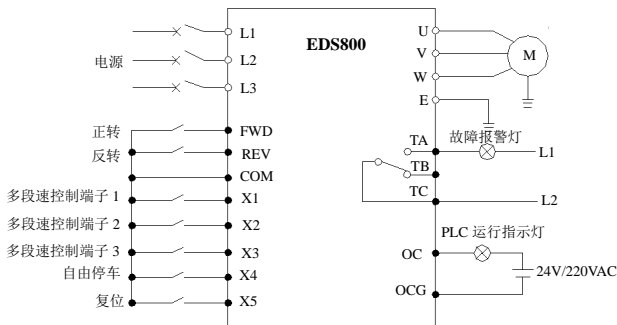 EDS800
电源
L1
L2
L3
U
V
W
M
E
正转
FWD
反转
REV
COM
多段速控制端子 1
X1
多段速控制端子 2
X2
多段速控制端子 3
X3
自由停车
X4
复位
X5
TA
故障报警灯
L1
TB
TC
L2
PLC 运行指示灯
OC
24V/220VAC
OCG